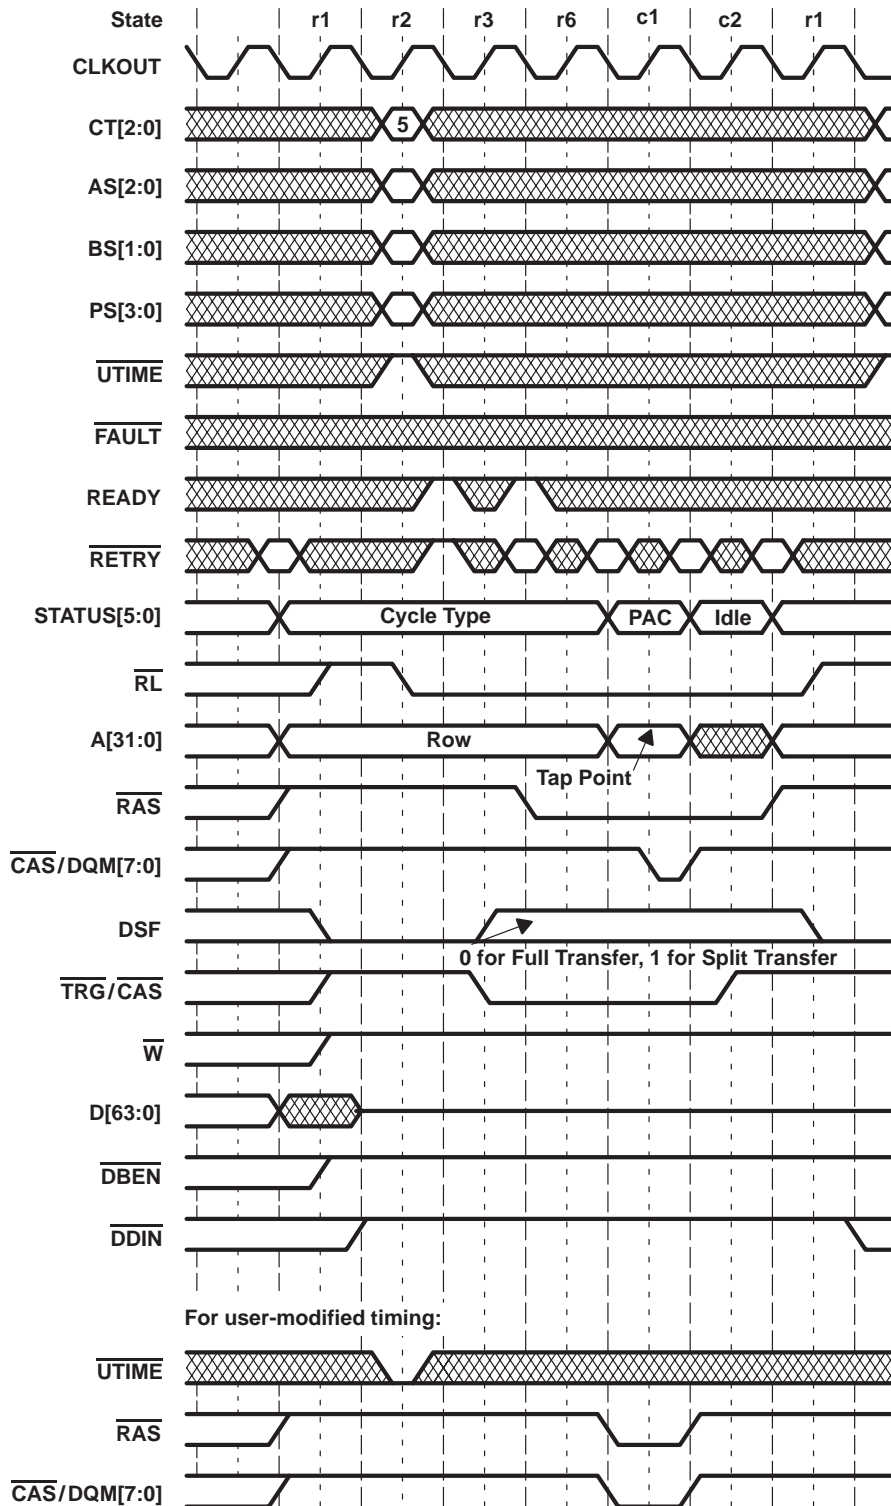 State r1 r2 r3 r6 c1 c2 r1
CLKOUT
CT[2:0] 5
AS[2:0]
BS[1:0]
PS[3:0]
UTIME
FAULT
READY
RETRY
STATUS[5:0] Cycle Type PAC Idle
RL
A[31:0] Row
Tap Point
RAS
CAS/DQM[7:0]
DSF
0 for Full Transfer, 1 for Split Transfer
TRG/CAS
W
D[63:0]
DBEN
DDIN
For user-modified timing:
UTIME
RAS
CAS/DQM[7:0]